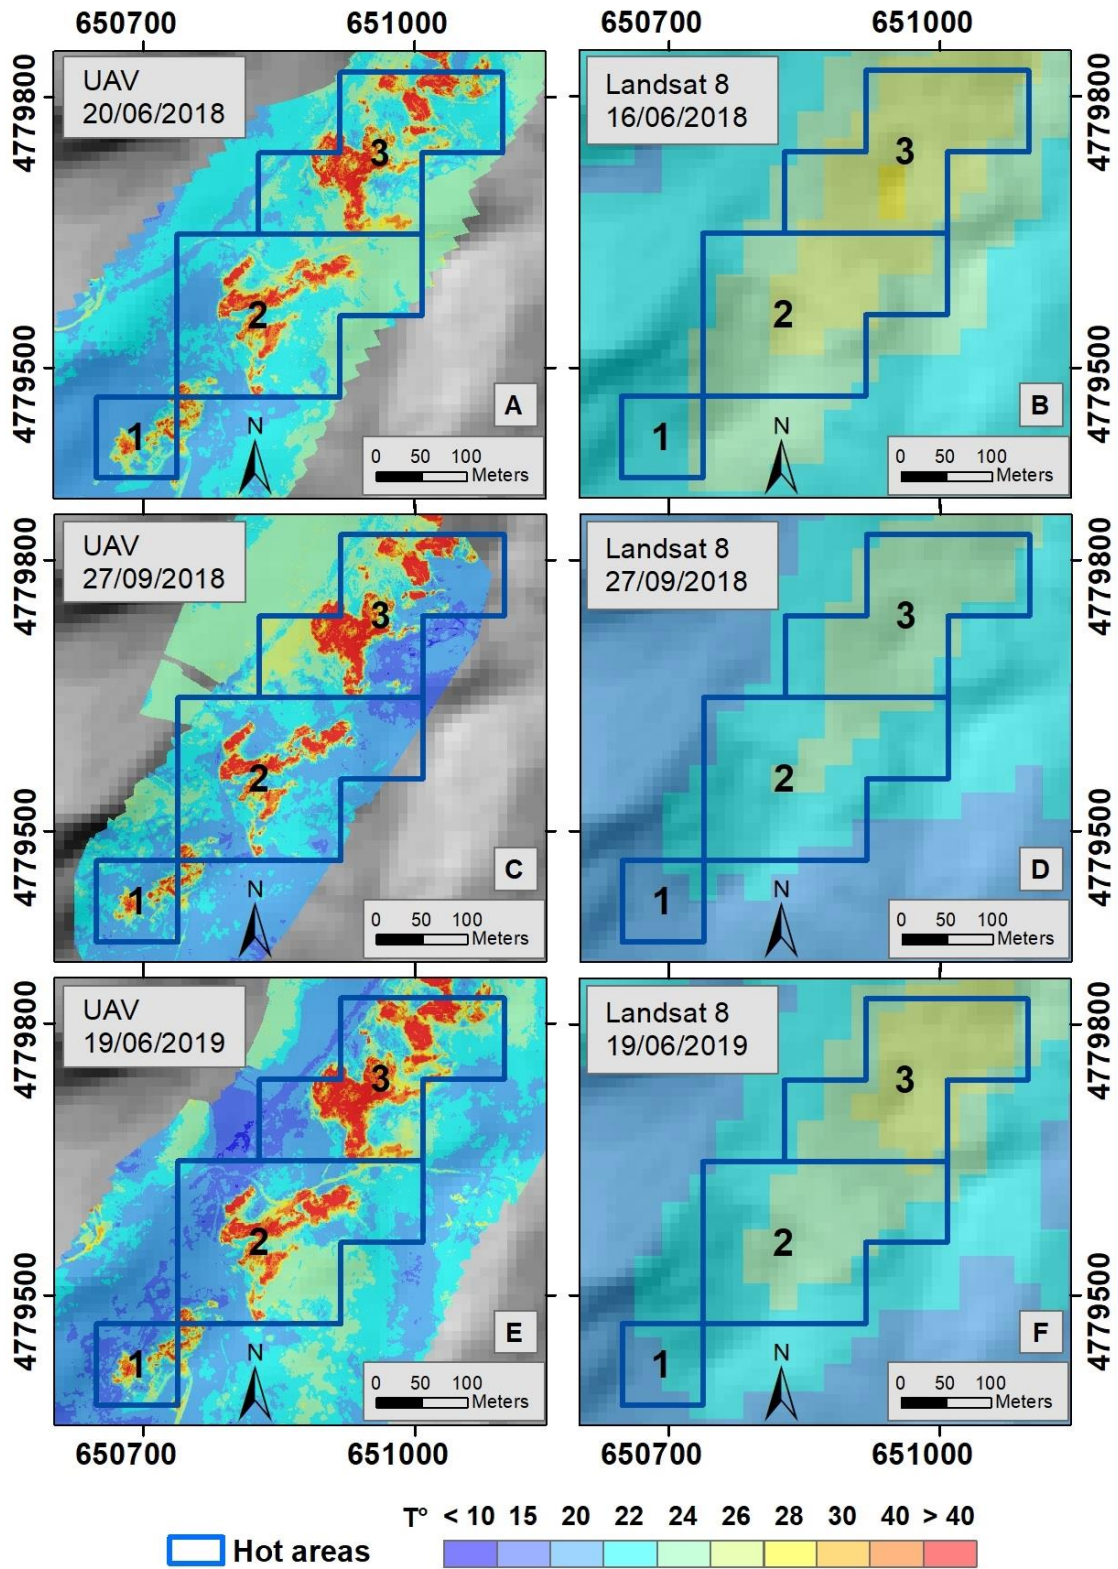 650700 651000 650700 651000
UAV
20/06/2018
4779800
4779500
1
2
3
A
N
0 50 100
Meters
Landsat 8
16/06/2018
4779800
4779500
1
2
3
B
N
0 50 100
Meters
UAV
27/09/2018
4779800
4779500
1
2
3
C
N
0 50 100
Meters
Landsat 8
27/09/2018
4779800
4779500
1
2
3
D
N
0 50 100
Meters
UAV
19/06/2019
4779800
4779500
1
2
3
E
N
0 50 100
Meters
Landsat 8
19/06/2019
4779800
4779500
1
2
3
F
N
0 50 100
Meters
650700 651000 650700 651000
T° < 10 15 20 22 24 26 28 30 40 > 40
Hot areas